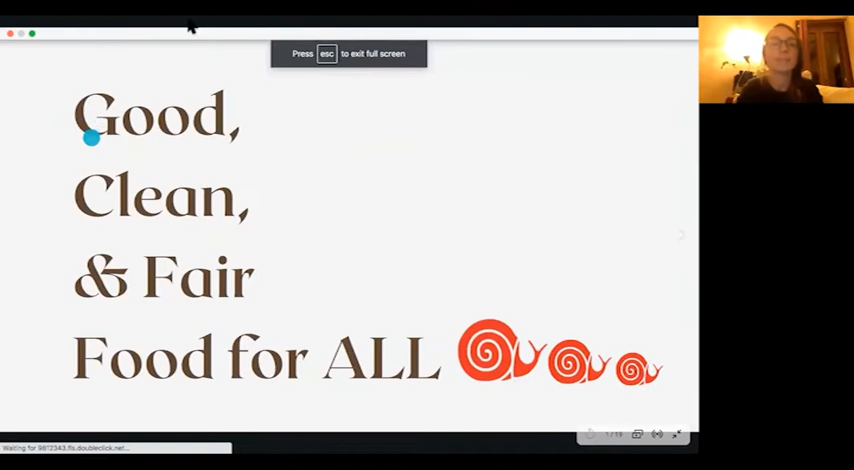 Press esc to exit full screen
Good,
Clean,
& Fair
Food for ALL
Waiting for 9812343.fls.doubleclick.net...